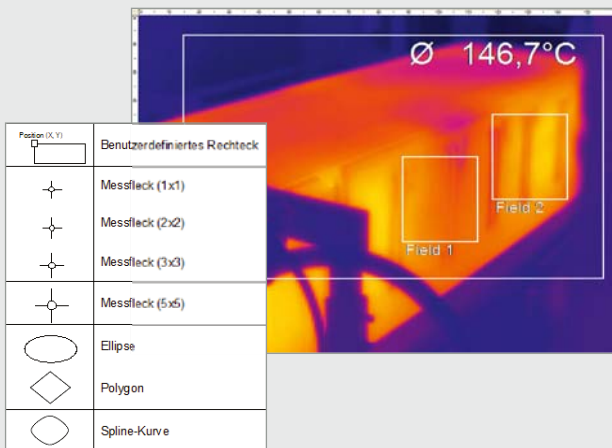 Ø 146,7°C
Field 2
Field 1
Position (X, Y)
Benutzerdefiniertes Rechteck
Messfleck (1x1)
Messfleck (2x2)
Messfleck (3x3)
Messfleck (5x5)
Ellipse
Polygon
Spline-Kurve